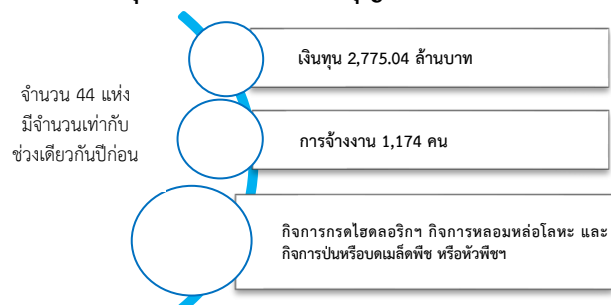 เงินทุน 2,775.04 ล้านบาท
จำนวน 44 แห่ง
มีจำนวนเท่ากับ
ช่วงเดียวกันปีก่อน
การจ้างงาน 1,174 คน
กิจการกรดไฮดลอริกฯ กิจการหลอมหล่อโลหะ และ
กิจการป่นหรือบดเมล็ดพืช หรือหัวพืชฯ